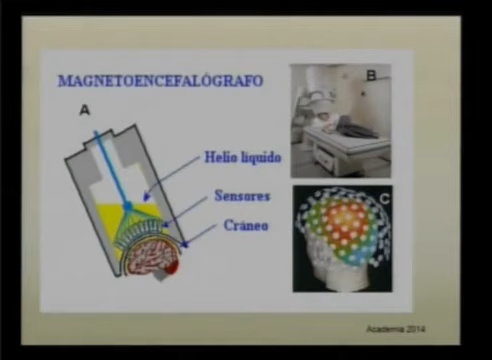 MAGNETOENCEFALÓGRAFO
A
B
Helio líquido
Sensores
Cráneo
C
Academia 2014